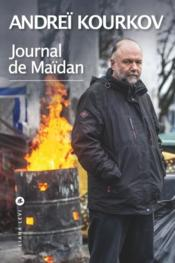 ANDREÏ KOURKOV
Journal
de Maïdan
LIANA LEVI